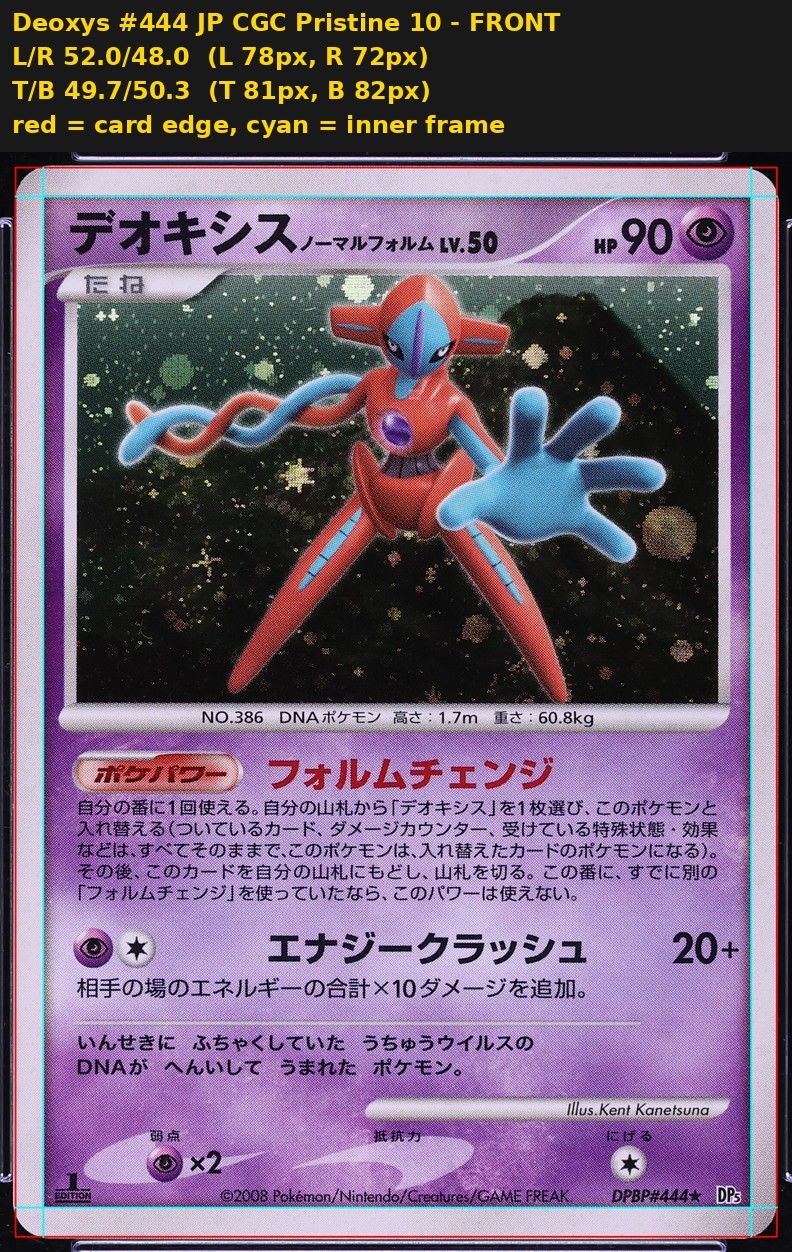 Deoxys #444 JP CGC Pristine 10 - FRONT
L/R 52.0/48.0 (L 78px, R 72px)
T/B 49.7/50.3 (T 81px, B 82px)
red = card edge, cyan = inner frame
デオキシス ノーマルフォルム LV.50 HP 90
たね
NO.386 DNAポケモン 高さ：1.7m 重さ：60.8kg
ポケパワー フォルムチェンジ
自分の番に1回使える。自分の山札から「デオキシス」を1枚選び、このポケモンと
入れ替える（ついているカード、ダメージカウンター、受けている特殊状態・効果
などは、すべてそのままで、このポケモンは、入れ替えたカードのポケモンになる）。
その後、このカードを自分の山札にもどし、山札を切る。この番に、すでに別の
「フォルムチェンジ」を使っていたなら、このパワーは使えない。
エナジークラッシュ 20+
相手の場のエネルギーの合計×10ダメージを追加。
いんせきに ふちゃくしていた うちゅうウイルスの
DNAが へんいして うまれた ポケモン。
Illus.Kent Kanetsuna
弱点 抵抗力 にげる
×2
1 EDITION ©2008 Pokémon/Nintendo/Creatures/GAME FREAK. DPBP#444★ DP5